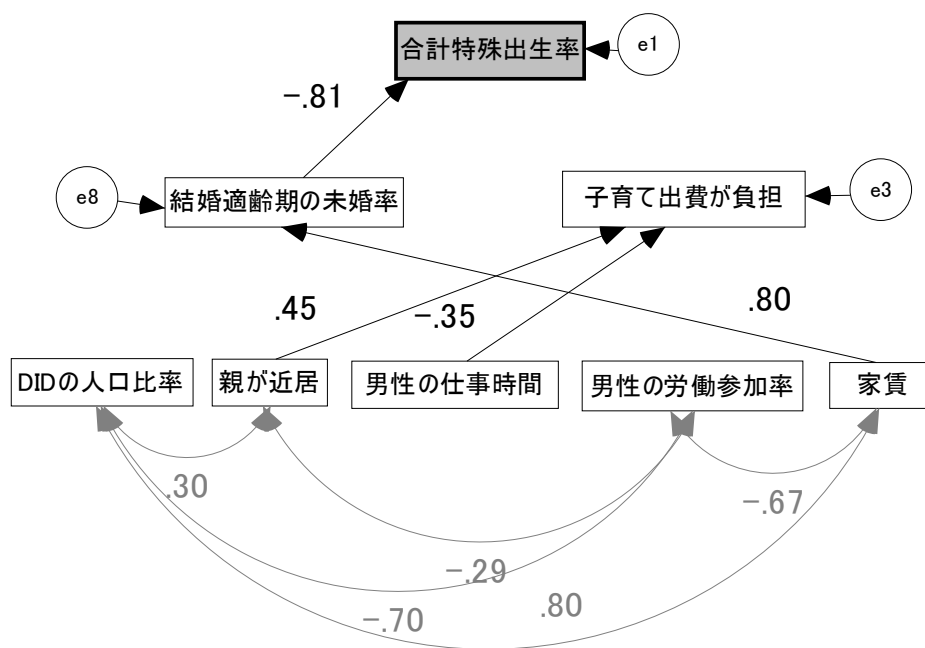 合計特殊出生率
e1
−.81
e8
結婚適齢期の未婚率
子育て出費が負担
e3
.45
−.35
.80
DIDの人口比率
親が近居
男性の仕事時間
男性の労働参加率
家賃
.30
−.67
−.29
−.70
.80